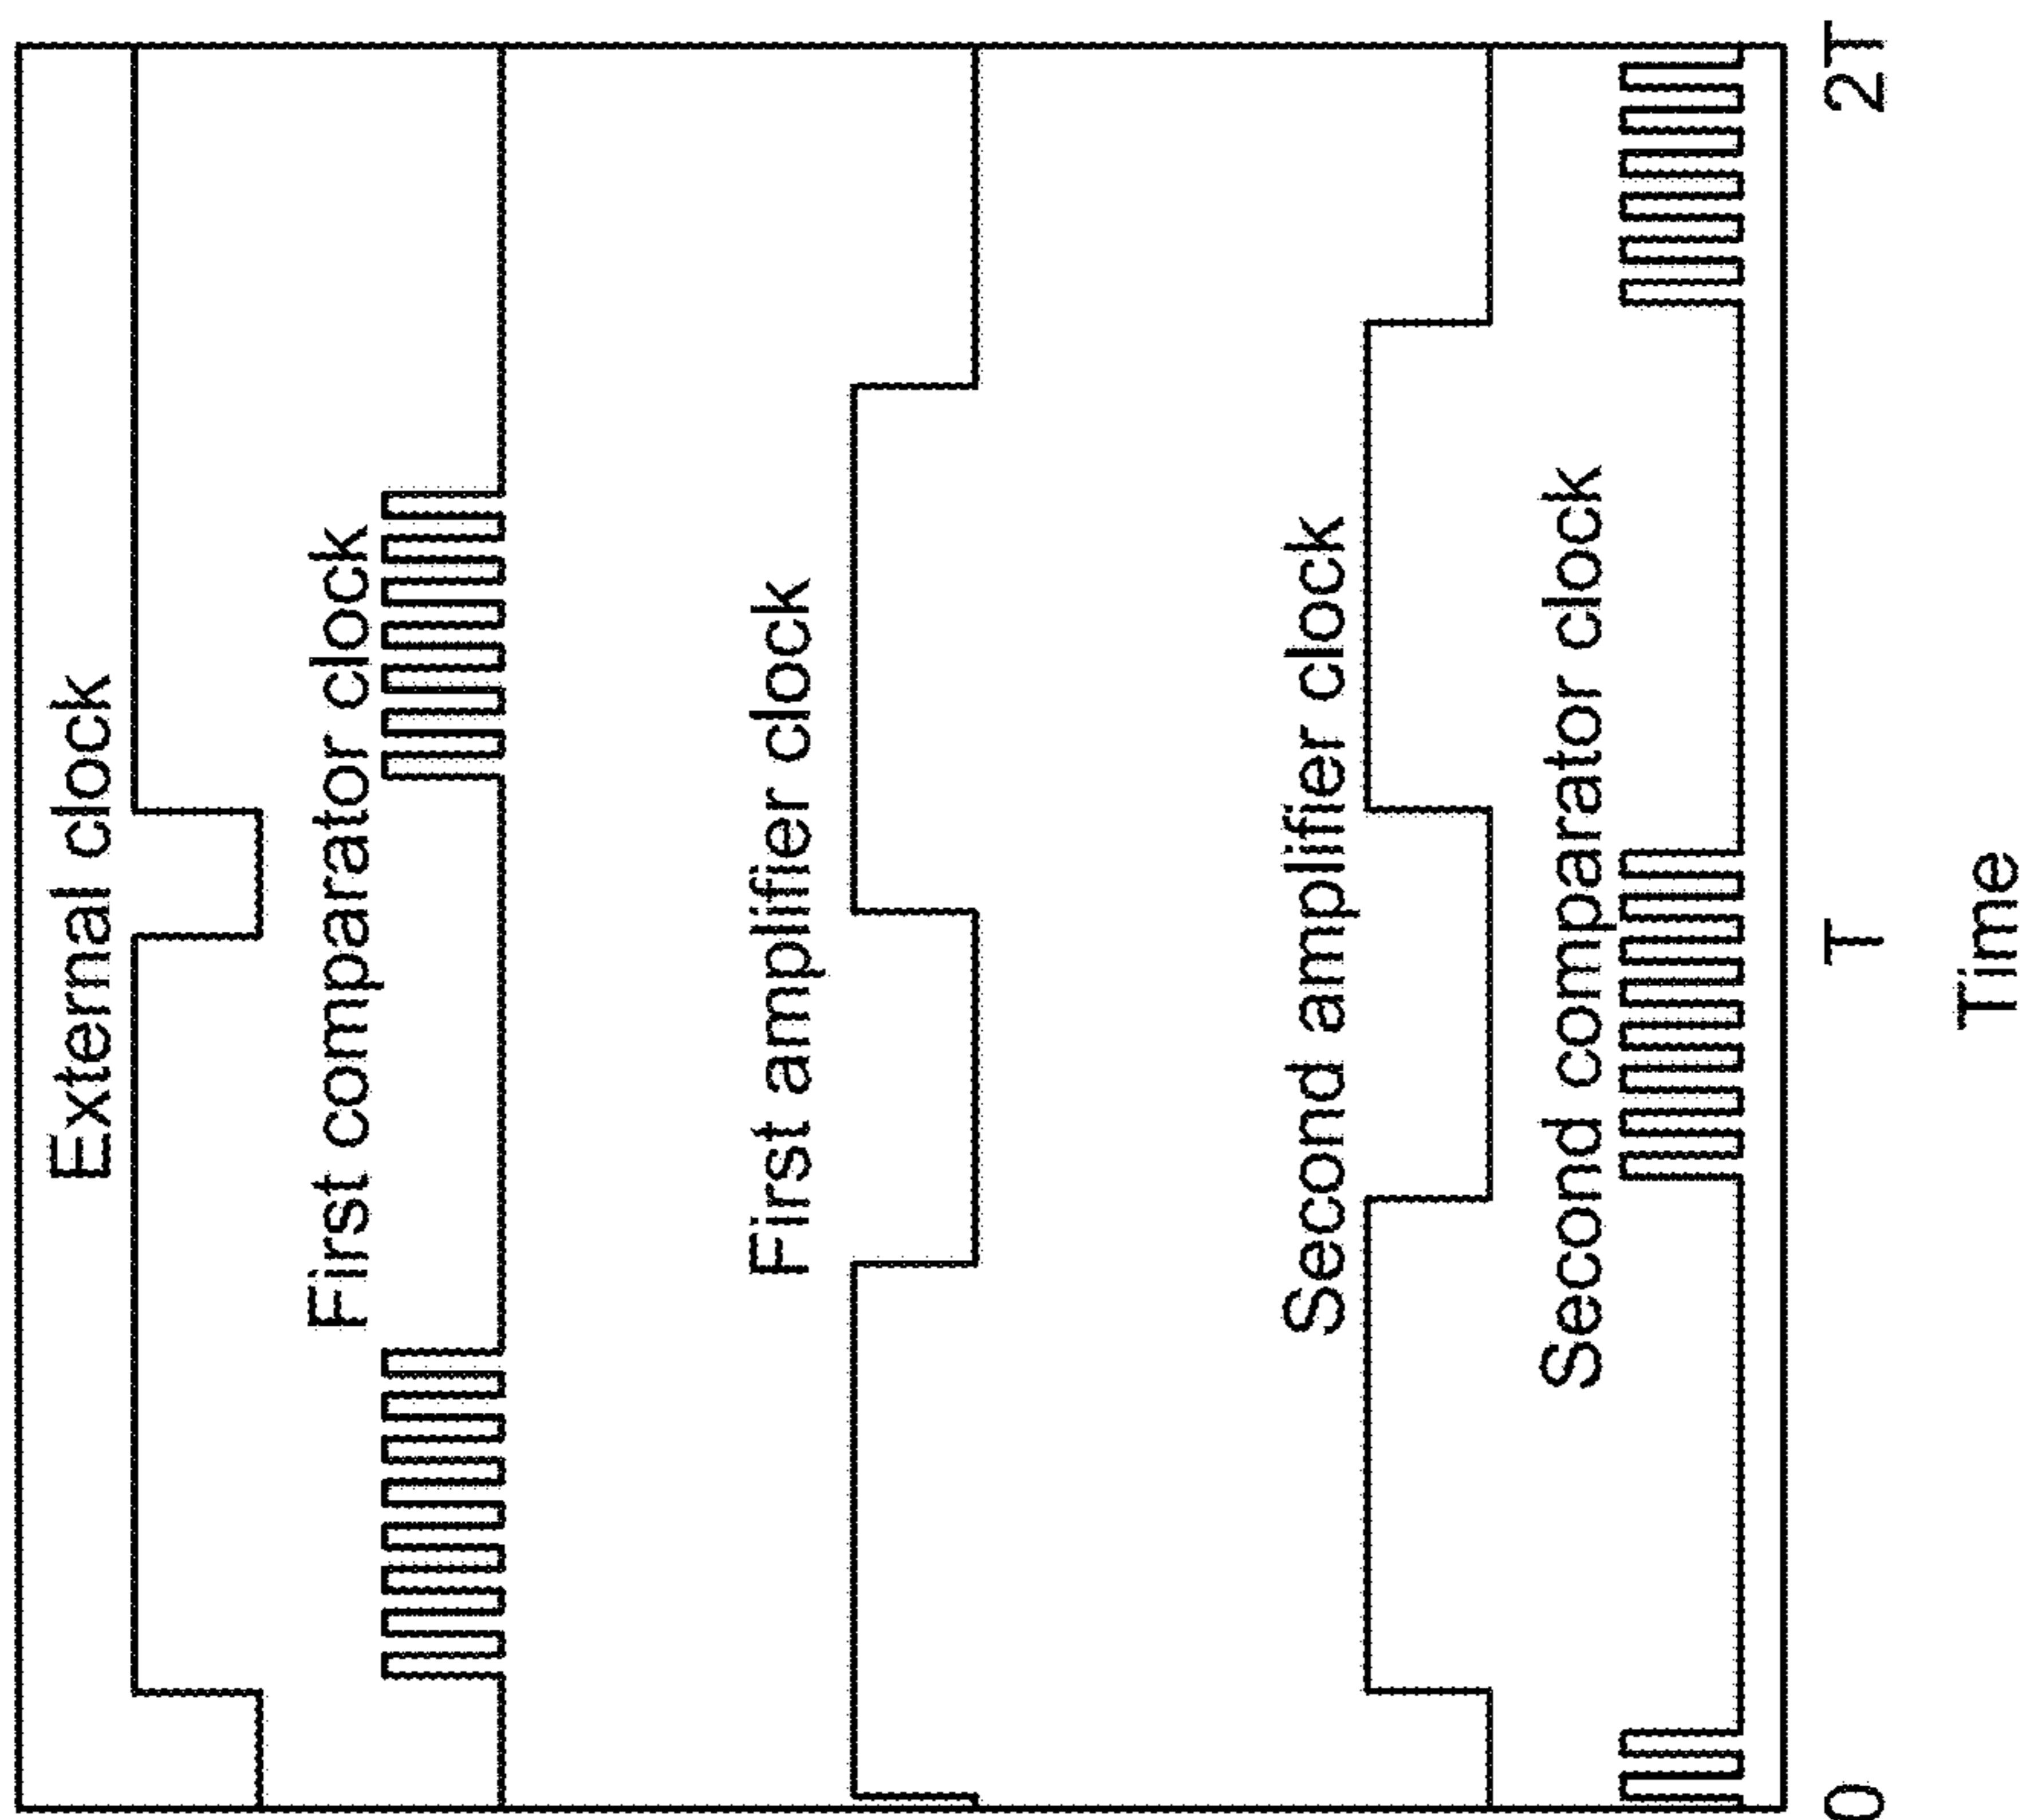 External clock
First comparator clock
First amplifier clock
Second amplifier clock
Second comparator clock
0 T 2T
Time